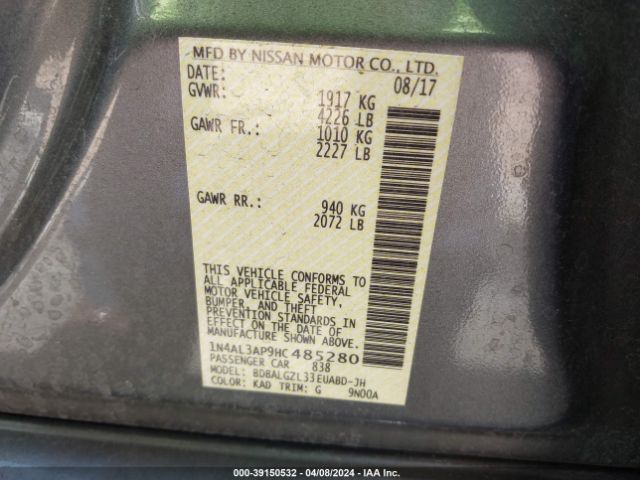 MFD BY NISSAN MOTOR CO., LTD.
DATE: 08/17
GVWR: 1917 KG
4226 LB
GAWR FR.: 1010 KG
2227 LB
GAWR RR.: 940 KG
2072 LB
THIS VEHICLE CONFORMS TO
ALL APPLICABLE FEDERAL
MOTOR VEHICLE SAFETY,
BUMPER, AND THEFT
PREVENTION STANDARDS IN
EFFECT ON THE DATE OF
MANUFACTURE SHOWN ABOVE.
1N4AL3AP9HC485280
PASSENGER CAR 838
MODEL: BDBALGZL33EUABD-JH
COLOR: KAD TRIM: G 9N00A
000-39150532 - 04/08/2024 - IAA Inc.